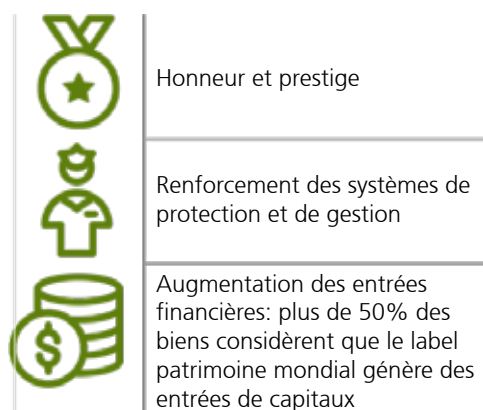 Honneur et prestige
Renforcement des systèmes de
protection et de gestion
Augmentation des entrées
financières: plus de 50% des
biens considèrent que le label
patrimoine mondial génère des
entrées de capitaux
$